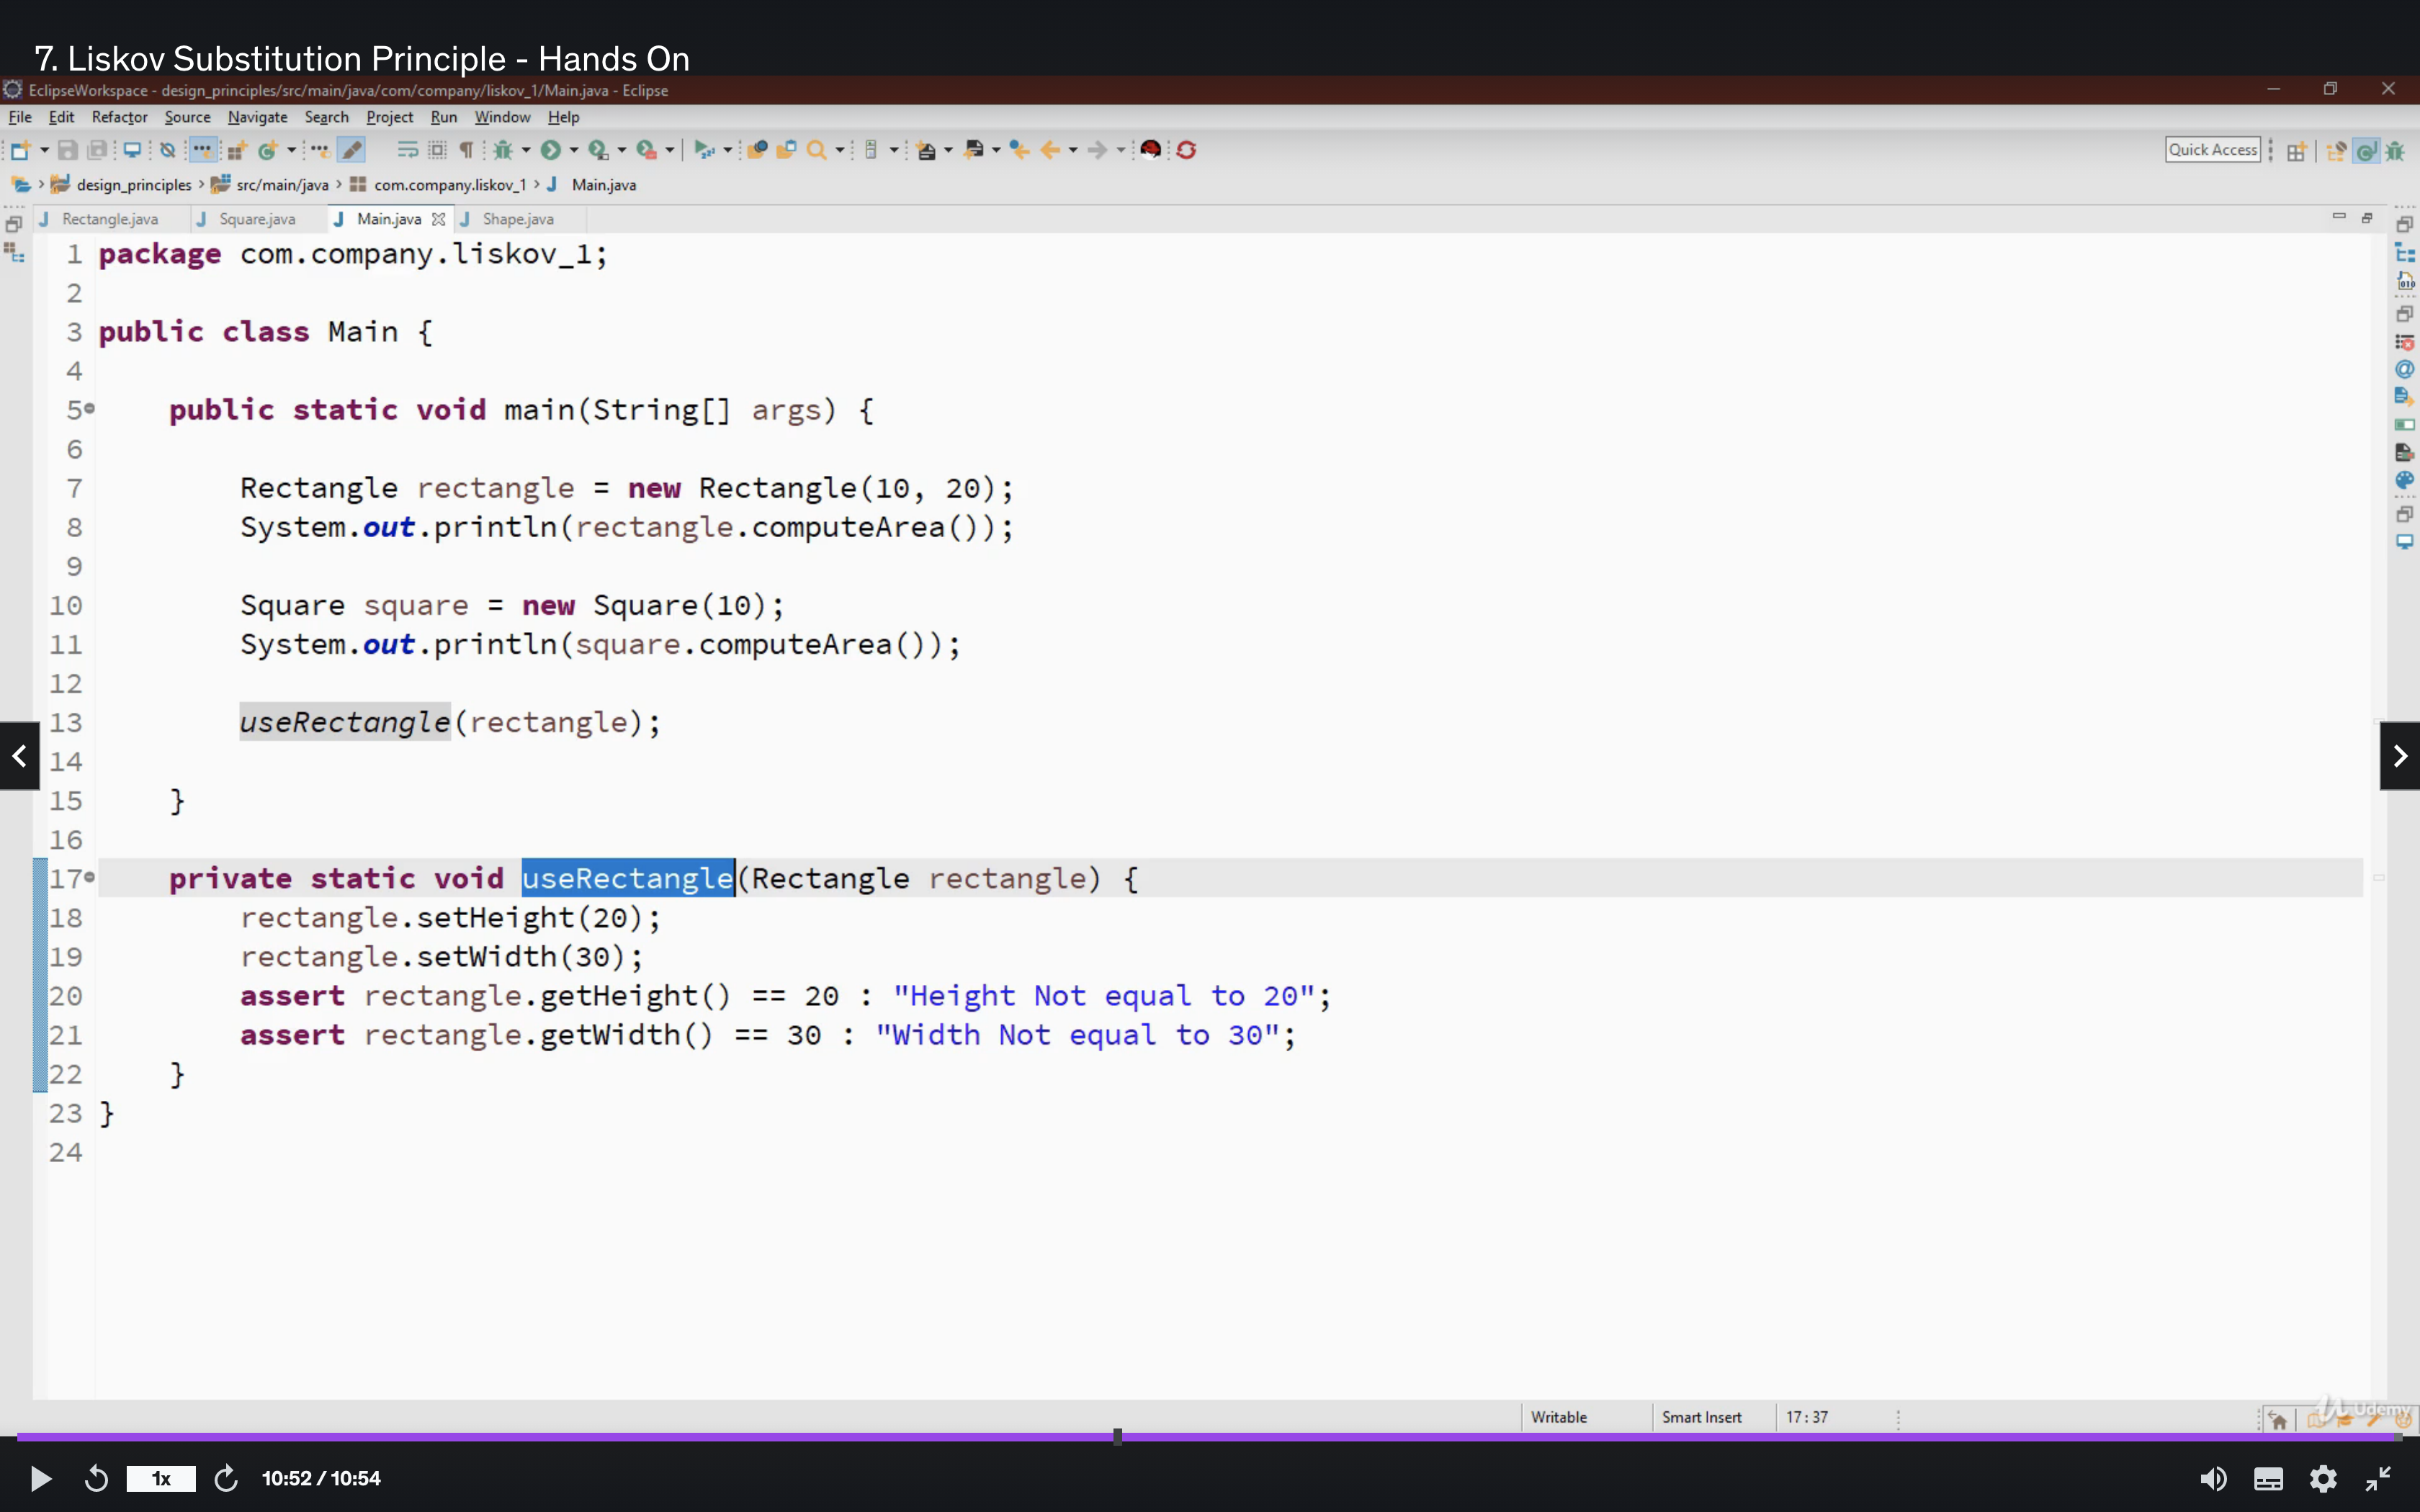 7. Liskov Substitution Principle - Hands On
EclipseWorkspace - design_principles/src/main/java/com/company/liskov_1/Main.java - Eclipse
File Edit Refactor Source Navigate Search Project Run Window Help
Quick Access
design_principles src/main/java com.company.liskov_1 Main.java
Rectangle.java Square.java Main.java Shape.java
1 package com.company.liskov_1;
2
3 public class Main {
4
5 public static void main(String[] args) {
6
7 Rectangle rectangle = new Rectangle(10, 20);
8 System.out.println(rectangle.computeArea());
9
10 Square square = new Square(10);
11 System.out.println(square.computeArea());
12
13 useRectangle(rectangle);
14
15 }
16
17 private static void useRectangle(Rectangle rectangle) {
18 rectangle.setHeight(20);
19 rectangle.setWidth(30);
20 assert rectangle.getHeight() == 20 : "Height Not equal to 20";
21 assert rectangle.getWidth() == 30 : "Width Not equal to 30";
22 }
23 }
24
Writable Smart Insert 17 : 37
Udemy
1x 10:52 / 10:54